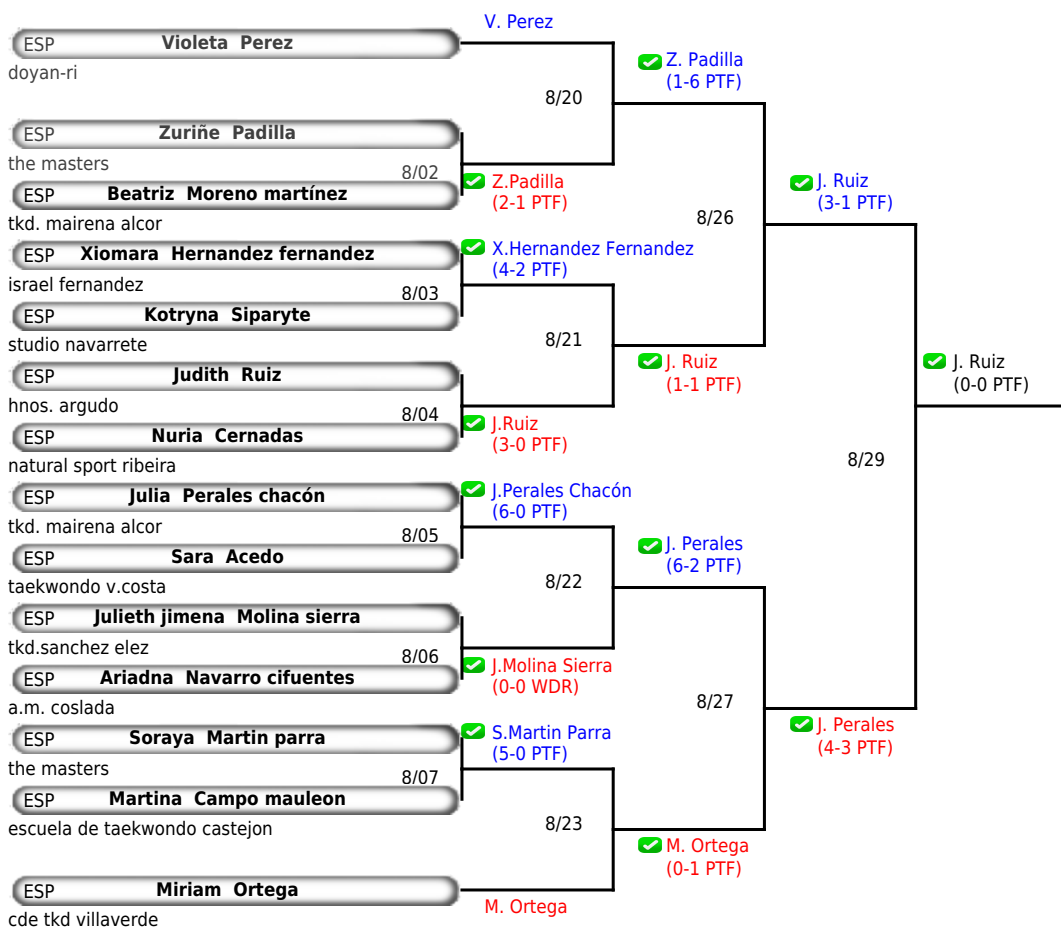 V. Perez
ESP Violeta Perez
doyan-ri
Z. Padilla
(1-6 PTF)
8/20
ESP Zuriñe Padilla
the masters
8/02
Z.Padilla
(2-1 PTF)
ESP Beatriz Moreno martínez
tkd. mairena alcor
J. Ruiz
(3-1 PTF)
8/26
ESP Xiomara Hernandez fernandez
israel fernandez
X.Hernandez Fernandez
(4-2 PTF)
8/03
ESP Kotryna Siparyte
studio navarrete
8/21
J. Ruiz
(1-1 PTF)
J. Ruiz
(0-0 PTF)
ESP Judith Ruiz
hnos. argudo
8/04
J.Ruiz
(3-0 PTF)
ESP Nuria Cernadas
natural sport ribeira
8/29
ESP Julia Perales chacón
tkd. mairena alcor
J.Perales Chacón
(6-0 PTF)
8/05
ESP Sara Acedo
taekwondo v.costa
J. Perales
(6-2 PTF)
8/22
ESP Julieth jimena Molina sierra
tkd.sanchez elez
8/06
J.Molina Sierra
(0-0 WDR)
ESP Ariadna Navarro cifuentes
a.m. coslada
8/27
J. Perales
(4-3 PTF)
ESP Soraya Martin parra
the masters
S.Martin Parra
(5-0 PTF)
8/07
ESP Martina Campo mauleon
escuela de taekwondo castejon
8/23
M. Ortega
(0-1 PTF)
ESP Miriam Ortega
cde tkd villaverde
M. Ortega